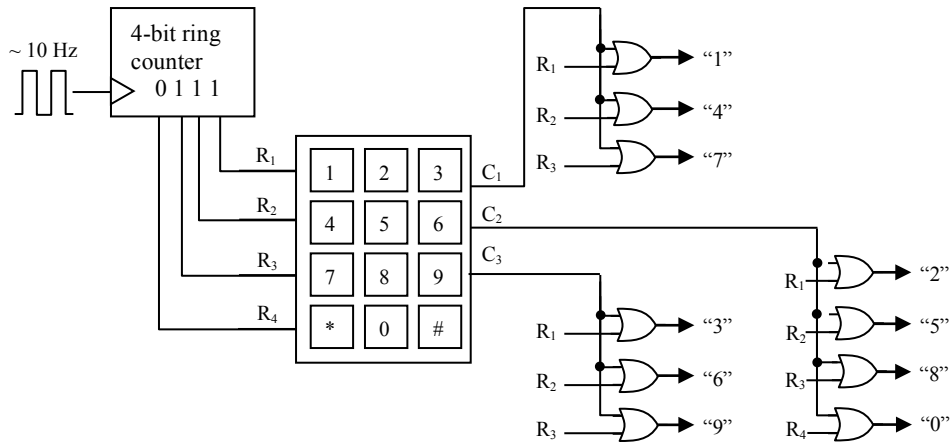 ~ 10 Hz
4-bit ring
counter
0 1 1 1
R1
R2
R3
R4
1 2 3
4 5 6
7 8 9
* 0 #
C1
C2
C3
R1 “1”
R2 “4”
R3 “7”
R1 “3”
R2 “6”
R3 “9”
R1 “2”
R2 “5”
R3 “8”
R4 “0”